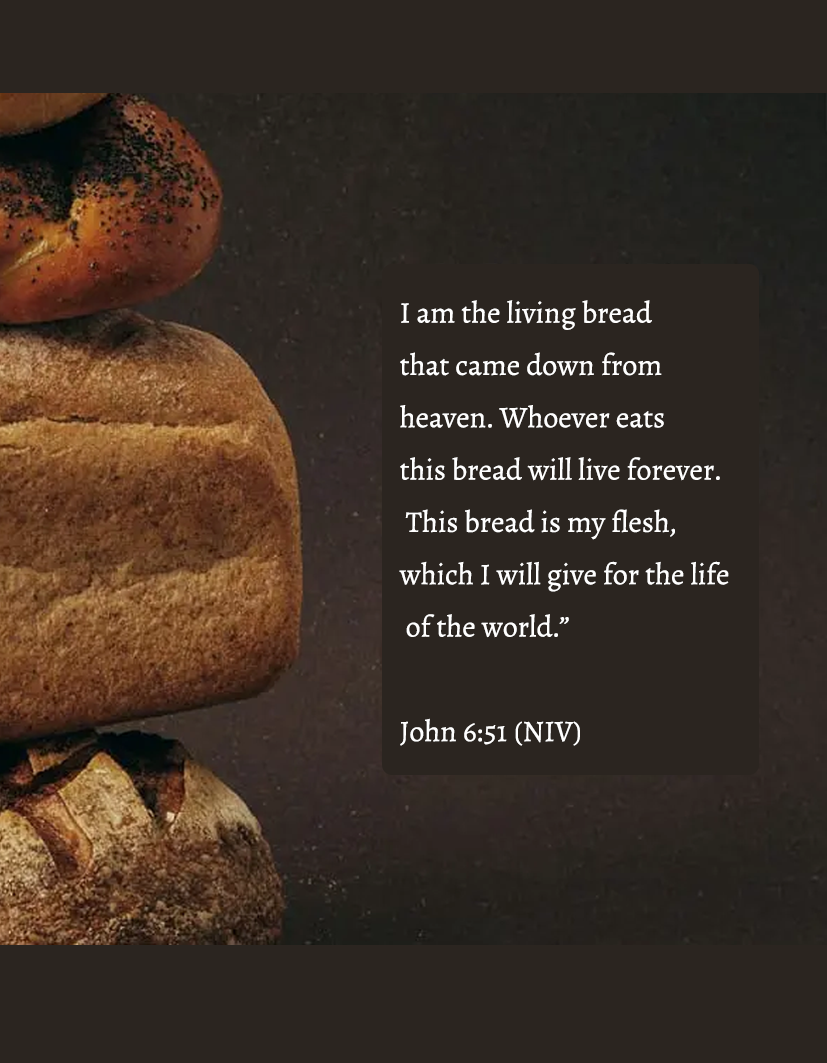 I am the living bread
that came down from
heaven. Whoever eats
this bread will live forever.
This bread is my flesh,
which I will give for the life
of the world.”
John 6:51 (NIV)